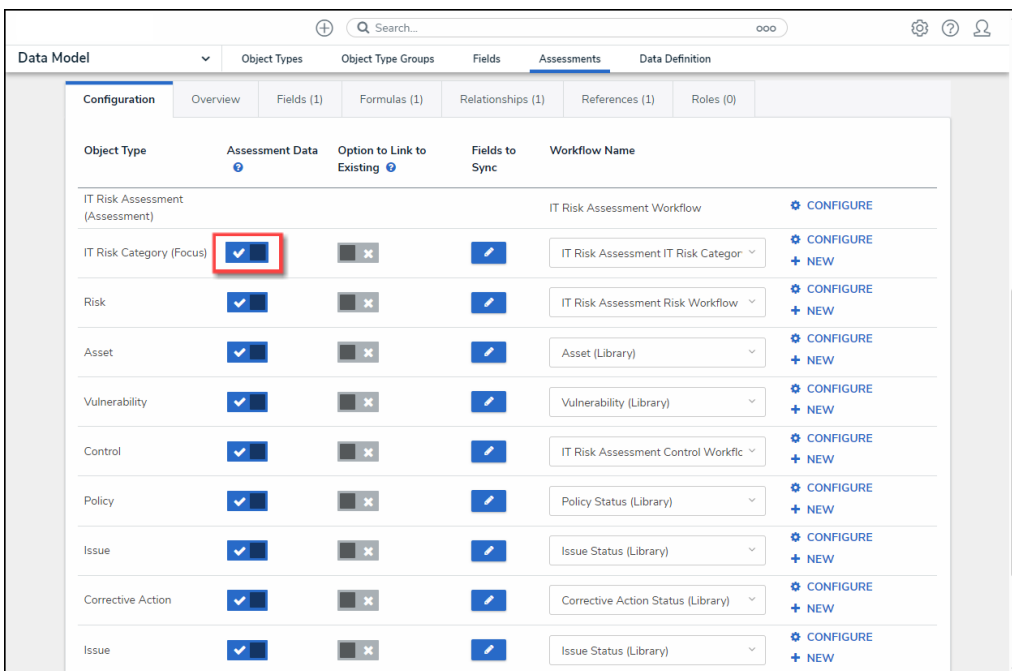 Search...
Data Model
Object Types
Object Type Groups
Fields
Assessments
Data Definition
Configuration
Overview
Fields (1)
Formulas (1)
Relationships (1)
References (1)
Roles (0)
Object Type
Assessment Data
Option to Link to
Existing
Fields to
Sync
Workflow Name
IT Risk Assessment
(Assessment)
IT Risk Assessment Workflow
CONFIGURE
IT Risk Category (Focus)
IT Risk Assessment IT Risk Categor
CONFIGURE
+ NEW
Risk
IT Risk Assessment Risk Workflow
CONFIGURE
+ NEW
Asset
Asset (Library)
CONFIGURE
+ NEW
Vulnerability
Vulnerability (Library)
CONFIGURE
+ NEW
Control
IT Risk Assessment Control Workflc
CONFIGURE
+ NEW
Policy
Policy Status (Library)
CONFIGURE
+ NEW
Issue
Issue Status (Library)
CONFIGURE
+ NEW
Corrective Action
Corrective Action Status (Library)
CONFIGURE
+ NEW
Issue
Issue Status (Library)
CONFIGURE
+ NEW